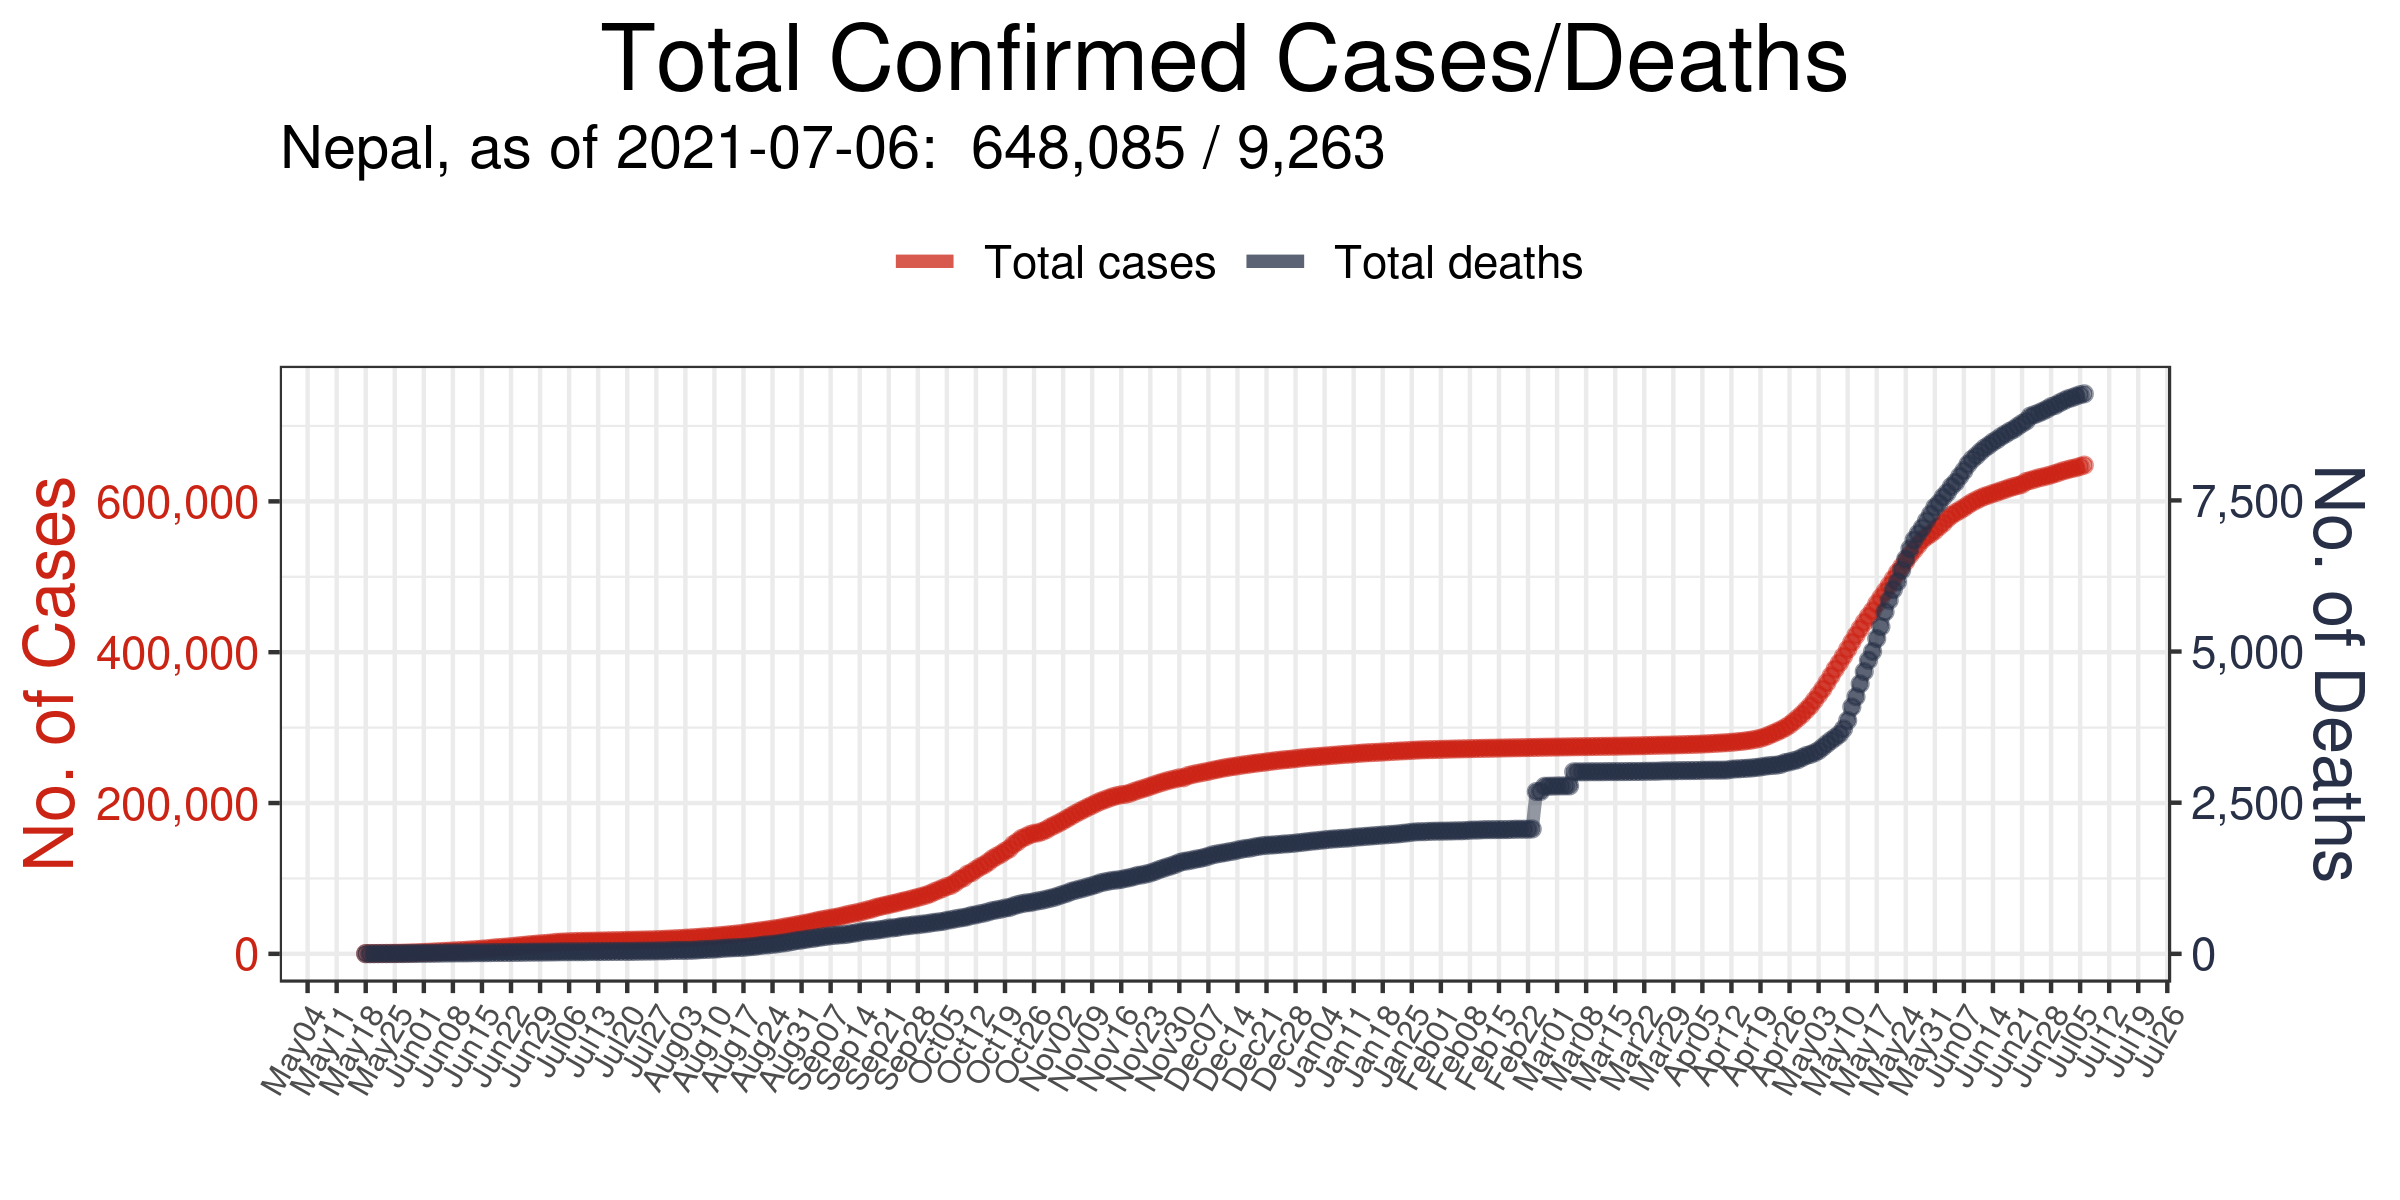 Total Confirmed Cases/Deaths
Nepal, as of 2021-07-06:  648,085 / 9,263
Total cases
Total deaths
No. of Cases
600,000
400,000
200,000
0
7,500
5,000
2,500
0
No. of Deaths
May04
May11
May18
May25
Jun01
Jun08
Jun15
Jun22
Jun29
Jul06
Jul13
Jul20
Jul27
Aug03
Aug10
Aug17
Aug24
Aug31
Sep07
Sep14
Sep21
Sep28
Oct05
Oct12
Oct19
Oct26
Nov02
Nov09
Nov16
Nov23
Nov30
Dec07
Dec14
Dec21
Dec28
Jan04
Jan11
Jan18
Jan25
Feb01
Feb08
Feb15
Feb22
Mar01
Mar08
Mar15
Mar22
Mar29
Apr05
Apr12
Apr19
Apr26
May03
May10
May17
May24
May31
Jun07
Jun14
Jun21
Jun28
Jul05
Jul12
Jul19
Jul26